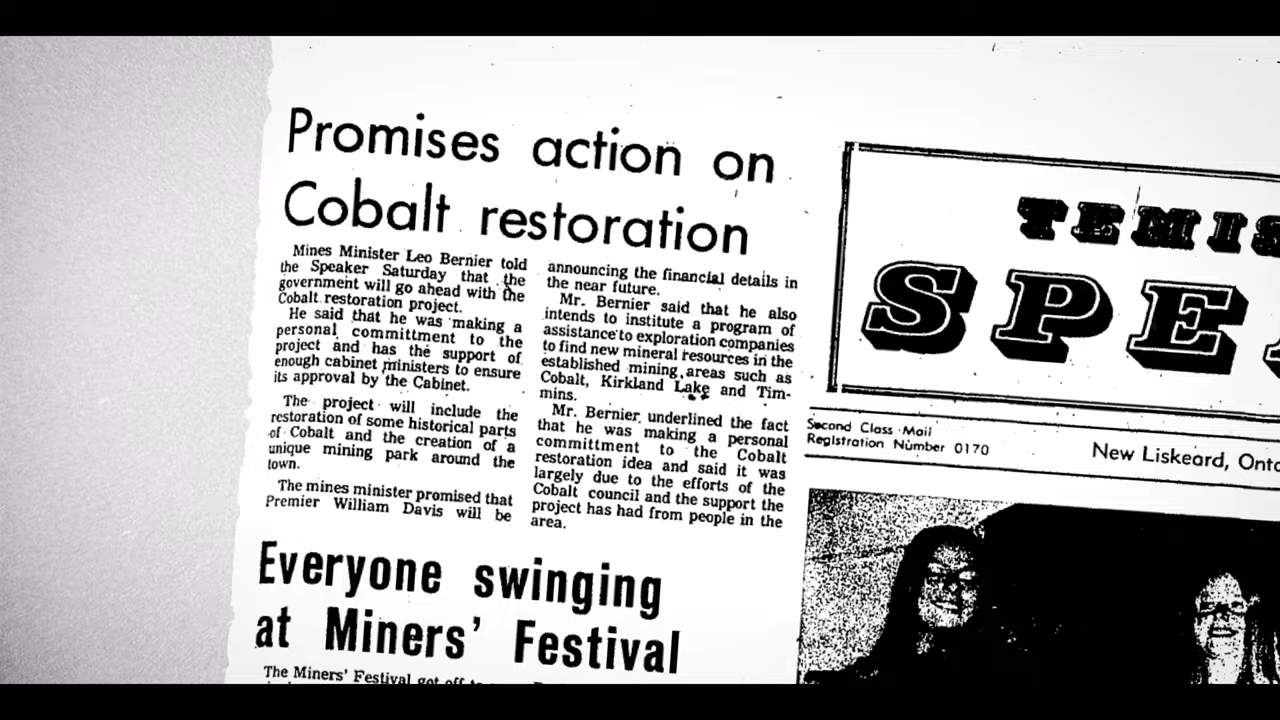 Promises action on
Cobalt restoration
Mines Minister Leo Bernier told
the Speaker Saturday that the
government will go ahead with the
Cobalt restoration project.
He said that he was making a
personal committment to the
project and has the support of
enough cabinet ministers to ensure
its approval by the Cabinet.
The project will include the
restoration of some historical parts
of Cobalt and the creation of a
unique mining park around the
town.
The mines minister promised that
Premier William Davis will be
announcing the financial details in
the near future.
Mr. Bernier said that he also
intends to institute a program of
assistance to exploration companies
to find new mineral resources in the
established mining areas such as
Cobalt, Kirkland Lake and Tim-
mins.
Mr. Bernier underlined the fact
that he was making a personal
committment to the Cobalt
restoration idea and said it was
largely due to the efforts of the
Cobalt council and the support the
project has had from people in the
area.
Everyone swinging
at Miners' Festival
The Miners' Festival got off to
TEMIS
SPE
Second Class Mail
Registration Number 0170
New Liskeard, Onta